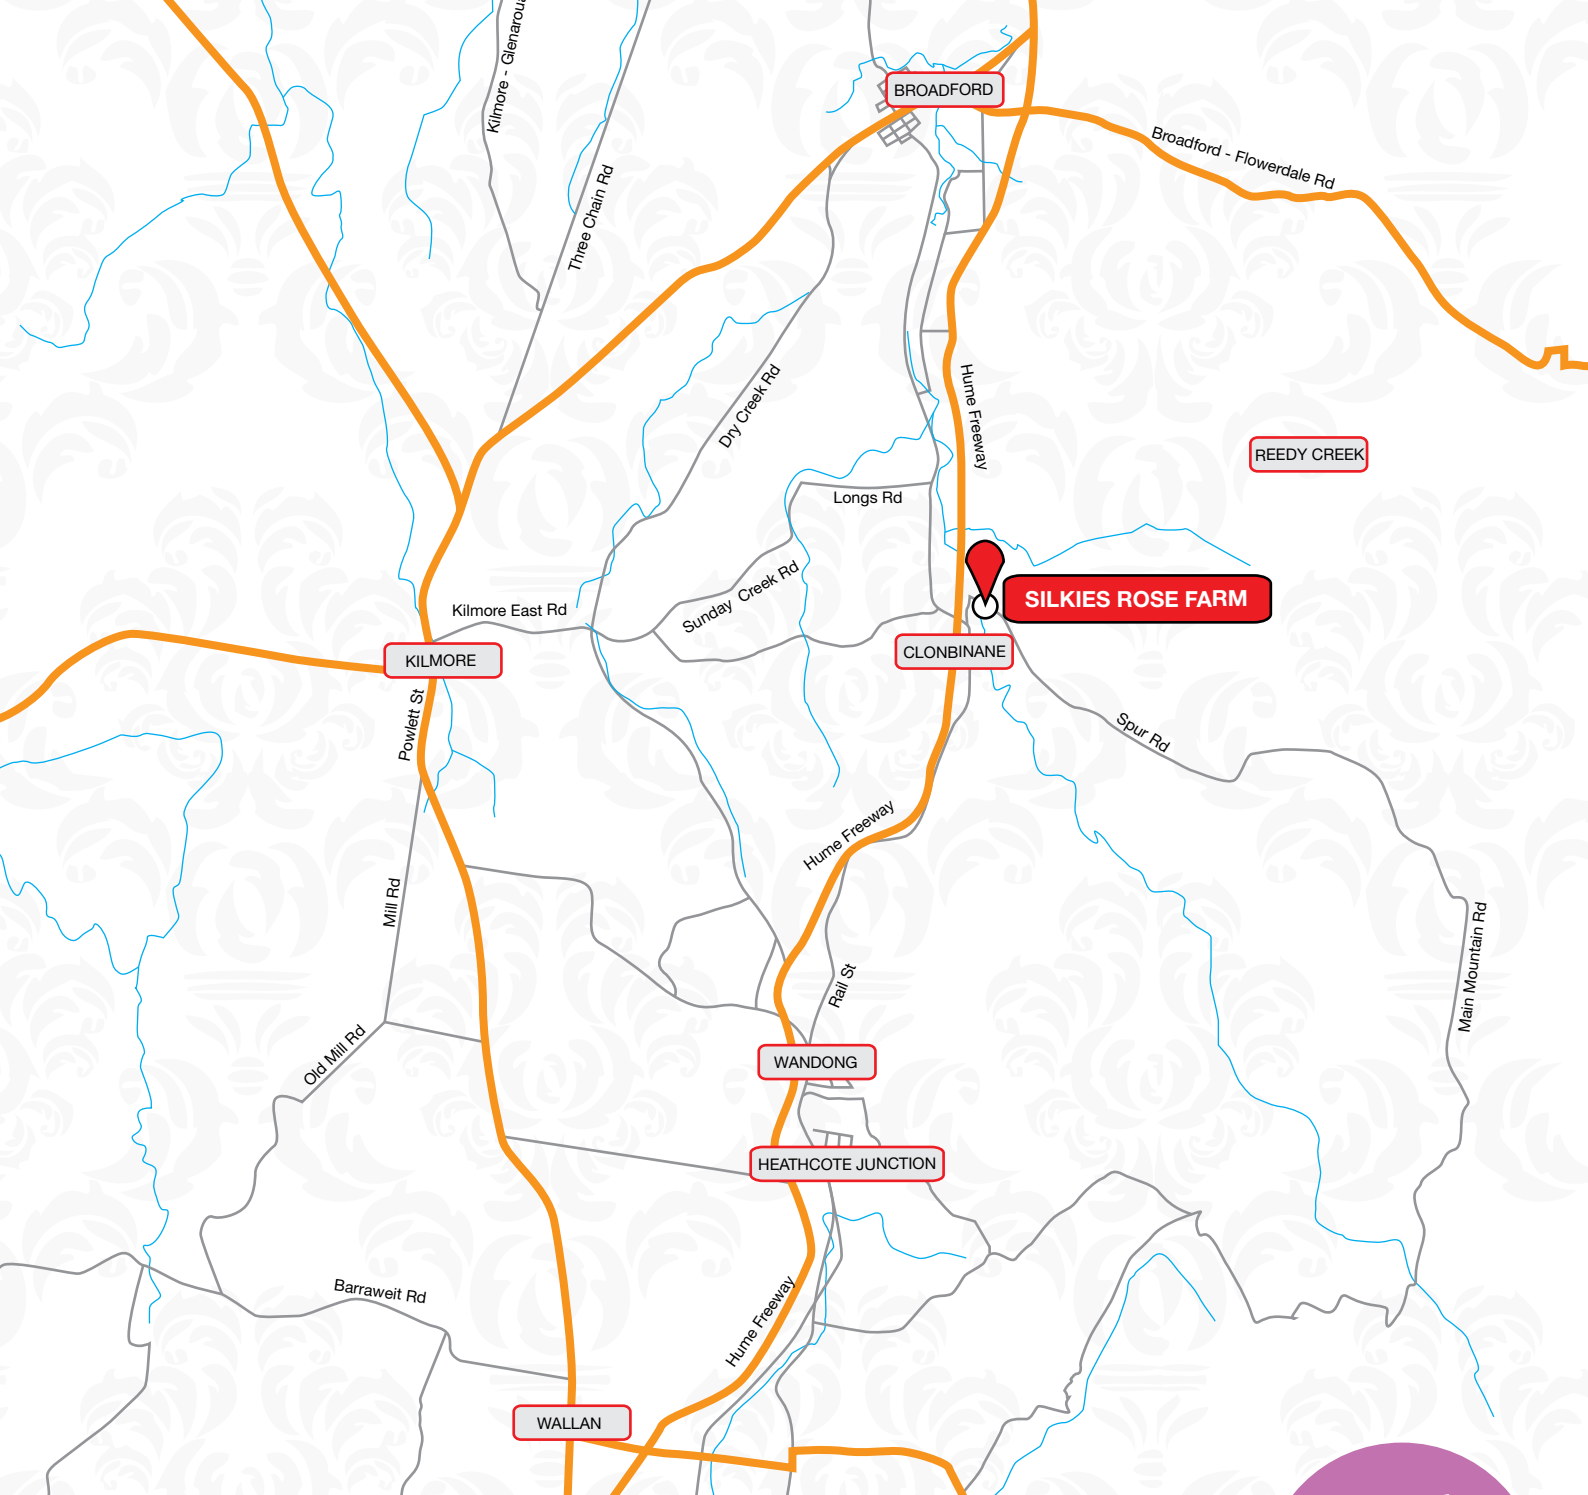 Kilmore - Glenaroua
BROADFORD
Broadford - Flowerdale Rd
Three Chain Rd
Dry Creek Rd
Hume Freeway
REEDY CREEK
Longs Rd
Sunday Creek Rd
SILKIES ROSE FARM
Kilmore East Rd
CLONBINANE
KILMORE
Powlett St
Spur Rd
Hume Freeway
Mill Rd
Main Mountain Rd
Rail St
Old Mill Rd
WANDONG
HEATHCOTE JUNCTION
Barraweit Rd
Hume Freeway
WALLAN